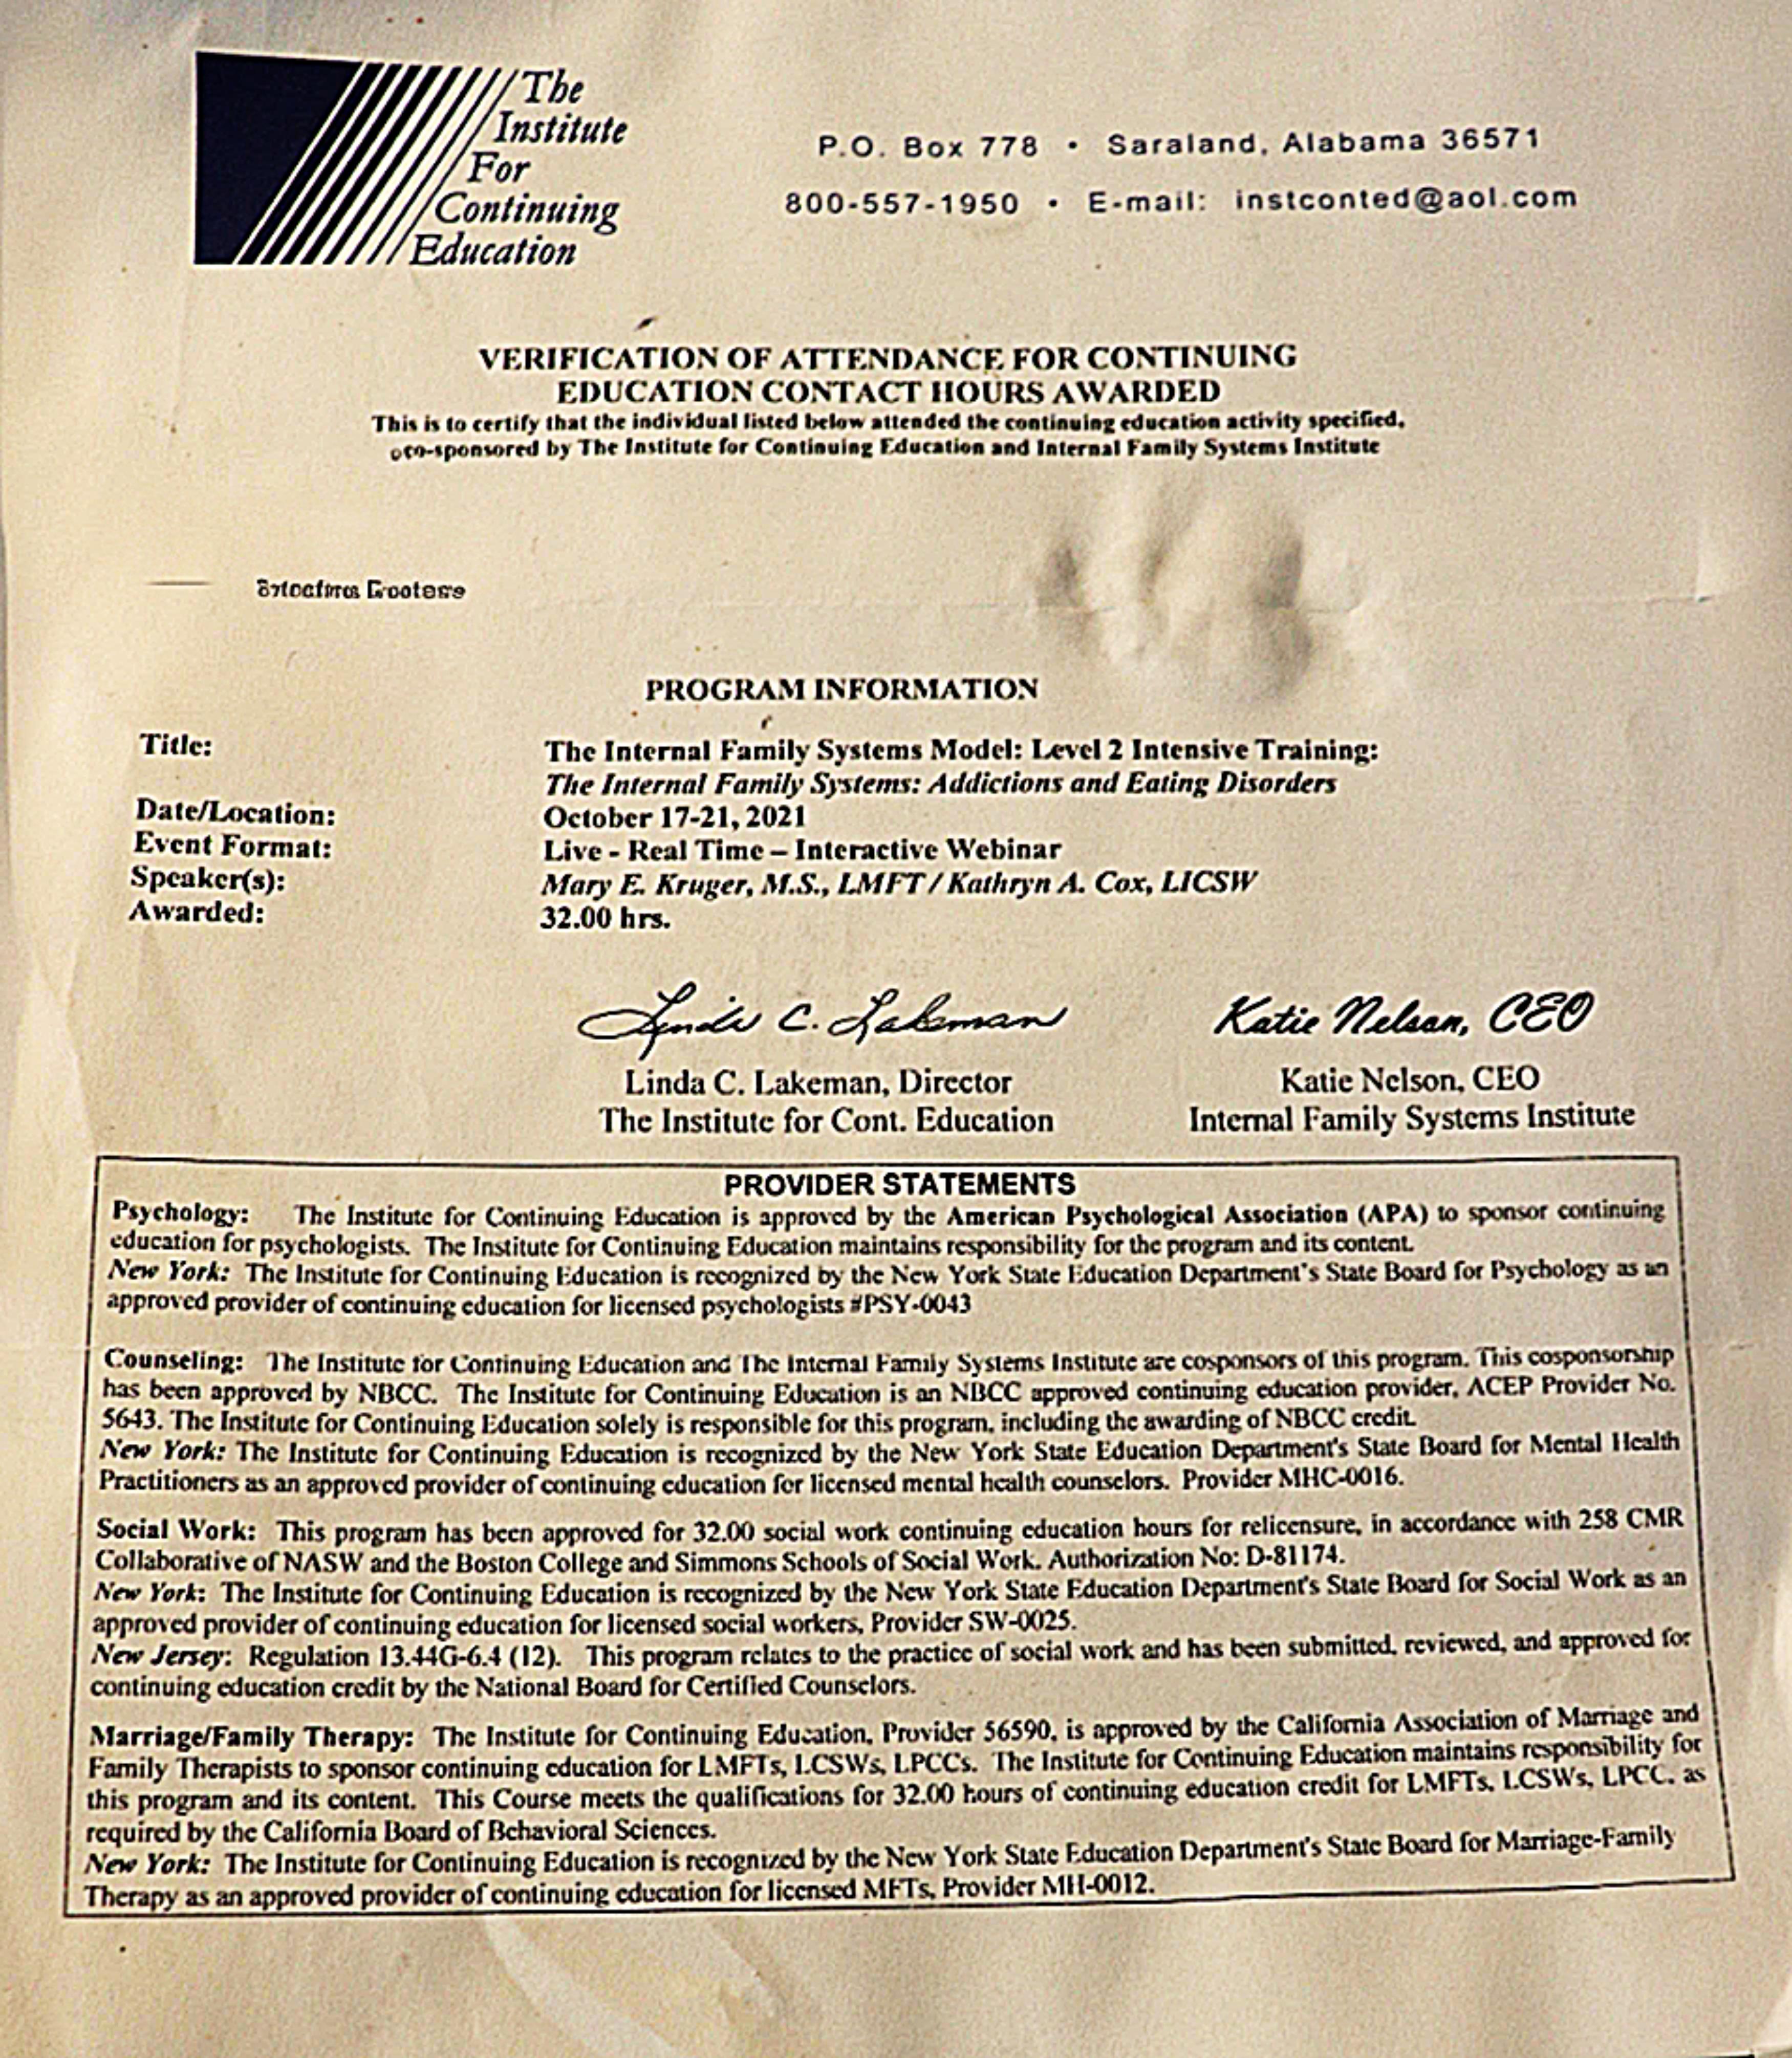 The
Institute
For
Continuing
Education
P.O. Box 778 • Saraland, Alabama 36571
800-557-1950 • E-mail: instconted@aol.com
VERIFICATION OF ATTENDANCE FOR CONTINUING
EDUCATION CONTACT HOURS AWARDED
This is to certify that the individual listed below attended the continuing education activity specified,
co-sponsored by The Institute for Continuing Education and Internal Family Systems Institute
PROGRAM INFORMATION
Title: The Internal Family Systems Model: Level 2 Intensive Training:
The Internal Family Systems: Addictions and Eating Disorders
Date/Location: October 17-21, 2021
Event Format: Live - Real Time – Interactive Webinar
Speaker(s): Mary E. Kruger, M.S., LMFT / Kathryn A. Cox, LICSW
Awarded: 32.00 hrs.
Linda C. Lakeman Katie Nelson, CEO
Linda C. Lakeman, Director Katie Nelson, CEO
The Institute for Cont. Education Internal Family Systems Institute
PROVIDER STATEMENTS
Psychology: The Institute for Continuing Education is approved by the American Psychological Association (APA) to sponsor continuing
education for psychologists. The Institute for Continuing Education maintains responsibility for the program and its content.
New York: The Institute for Continuing Education is recognized by the New York State Education Department's State Board for Psychology as an
approved provider of continuing education for licensed psychologists #PSY-0043
Counseling: The Institute for Continuing Education and The Internal Family Systems Institute are cosponsors of this program. This cosponsorship
has been approved by NBCC. The Institute for Continuing Education is an NBCC approved continuing education provider, ACEP Provider No.
5643. The Institute for Continuing Education solely is responsible for this program, including the awarding of NBCC credit.
New York: The Institute for Continuing Education is recognized by the New York State Education Department's State Board for Mental Health
Practitioners as an approved provider of continuing education for licensed mental health counselors. Provider MHC-0016.
Social Work: This program has been approved for 32.00 social work continuing education hours for relicensure, in accordance with 258 CMR
Collaborative of NASW and the Boston College and Simmons Schools of Social Work. Authorization No: D-81174.
New York: The Institute for Continuing Education is recognized by the New York State Education Department's State Board for Social Work as an
approved provider of continuing education for licensed social workers, Provider SW-0025.
New Jersey: Regulation 13.44G-6.4 (12). This program relates to the practice of social work and has been submitted, reviewed, and approved for
continuing education credit by the National Board for Certified Counselors.
Marriage/Family Therapy: The Institute for Continuing Education, Provider 56590, is approved by the California Association of Marriage and
Family Therapists to sponsor continuing education for LMFTs, LCSWs, LPCCs. The Institute for Continuing Education maintains responsibility for
this program and its content. This Course meets the qualifications for 32.00 hours of continuing education credit for LMFTs, LCSWs, LPCC, as
required by the California Board of Behavioral Sciences.
New York: The Institute for Continuing Education is recognized by the New York State Education Department's State Board for Marriage-Family
Therapy as an approved provider of continuing education for licensed MFTs, Provider MH-0012.